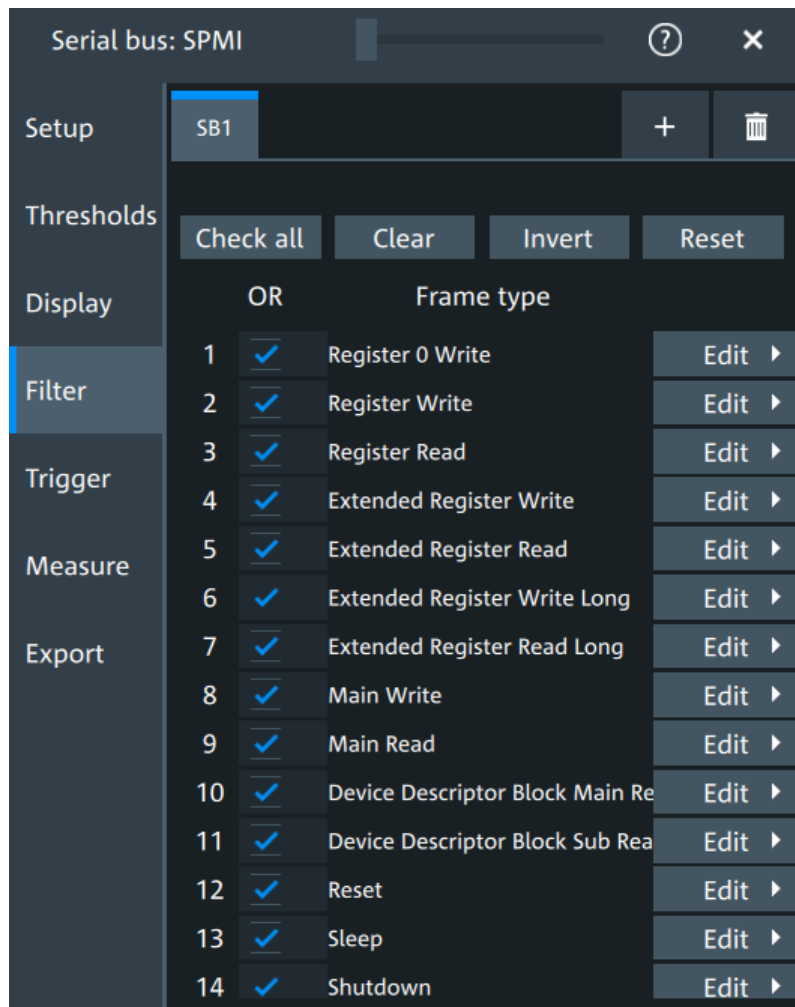 Serial bus: SPMI ? ×
Setup
Thresholds
Display
Filter
Trigger
Measure
Export
SB1 +
Check all Clear Invert Reset
OR Frame type
1 Register 0 Write Edit
2 Register Write Edit
3 Register Read Edit
4 Extended Register Write Edit
5 Extended Register Read Edit
6 Extended Register Write Long Edit
7 Extended Register Read Long Edit
8 Main Write Edit
9 Main Read Edit
10 Device Descriptor Block Main Re Edit
11 Device Descriptor Block Sub Rea Edit
12 Reset Edit
13 Sleep Edit
14 Shutdown Edit